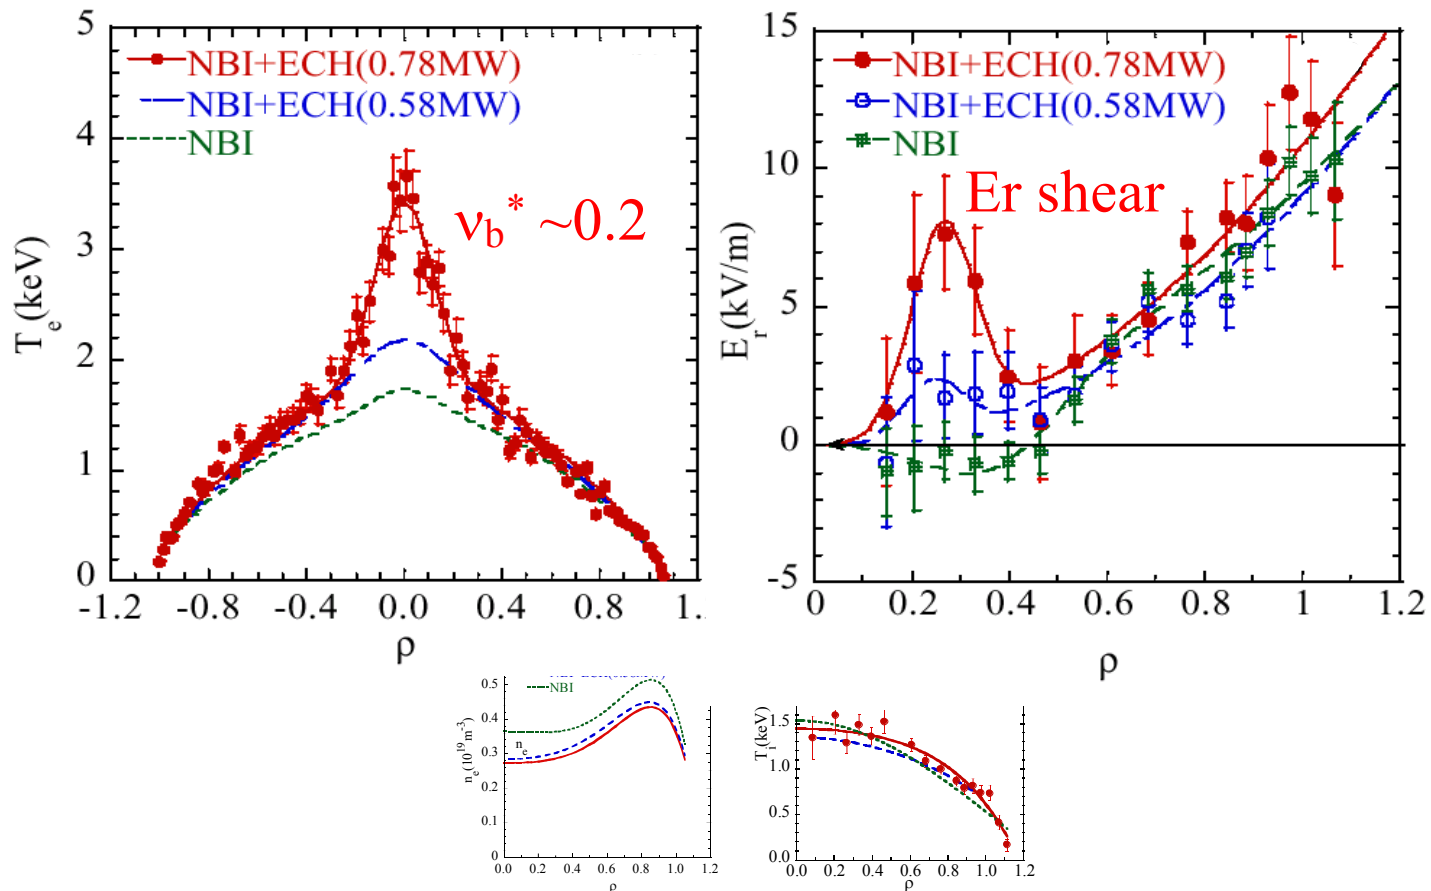 5
4
3
2
1
0
Te(keV)
NBI+ECH(0.78MW)
NBI+ECH(0.58MW)
NBI
νb* ~0.2
-1.2 -0.8 -0.4 0.0 0.4 0.8 1.
ρ
15
10
5
0
-5
Er(kV/m)
NBI+ECH(0.78MW)
NBI+ECH(0.58MW)
NBI
Er shear
0 0.2 0.4 0.6 0.8 1 1.2
ρ
0.5
0.4
0.3
0.2
0.1
0
ne(10^19 m^-3)
NBI
ne
0.0 0.2 0.4 0.6 0.8 1.0 1.2
ρ
1.5
1.0
0.5
0.0
Ti(keV)
0.0 0.2 0.4 0.6 0.8 1.0 1.2
ρ